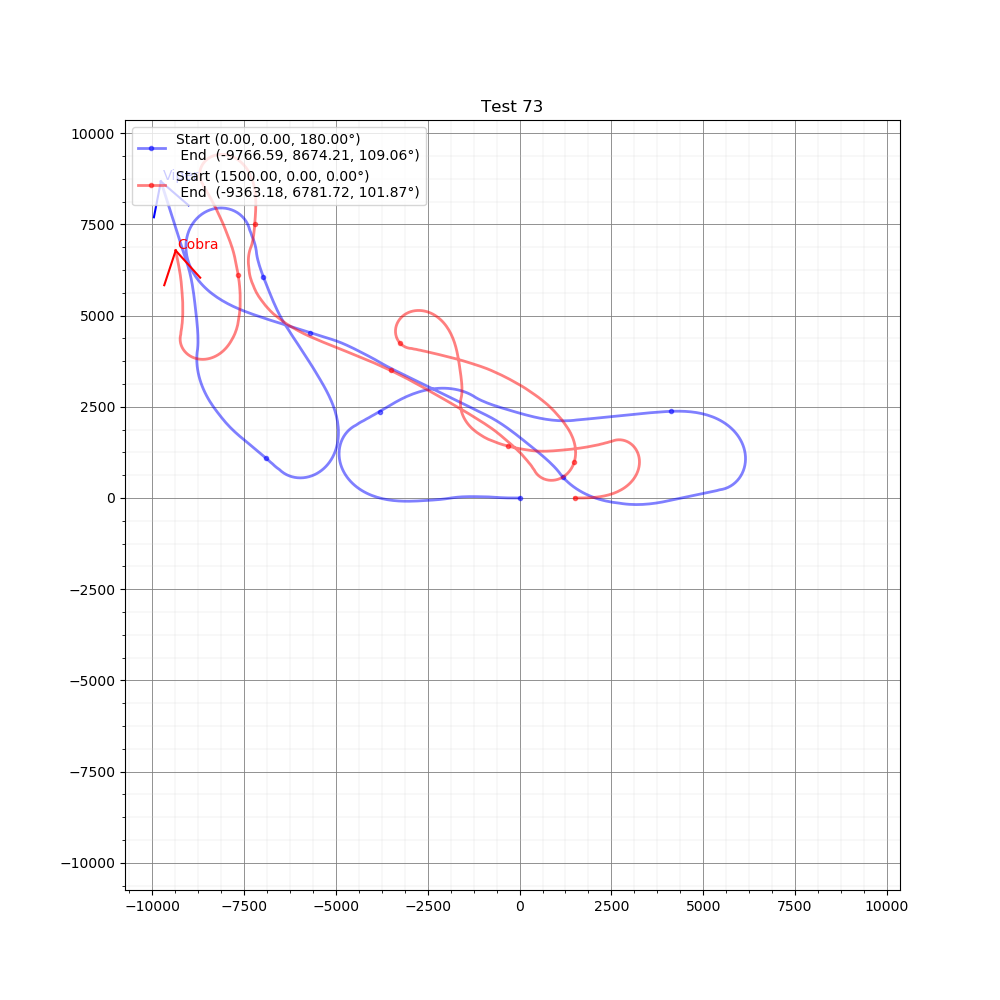 Test 73
10000
7500
5000
2500
0
−2500
−5000
−7500
−10000
Start (0.00, 0.00, 180.00°)
End  (-9766.59, 8674.21, 109.06°)
Start (1500.00, 0.00, 0.00°)
End  (-9363.18, 6781.72, 101.87°)
Cobra
−10000 −7500 −5000 −2500 0 2500 5000 7500 10000